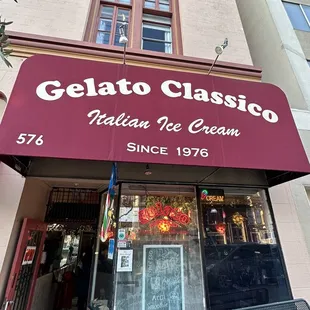 Gelato Classico
Italian Ice Cream
576
SINCE 1976
CREAM